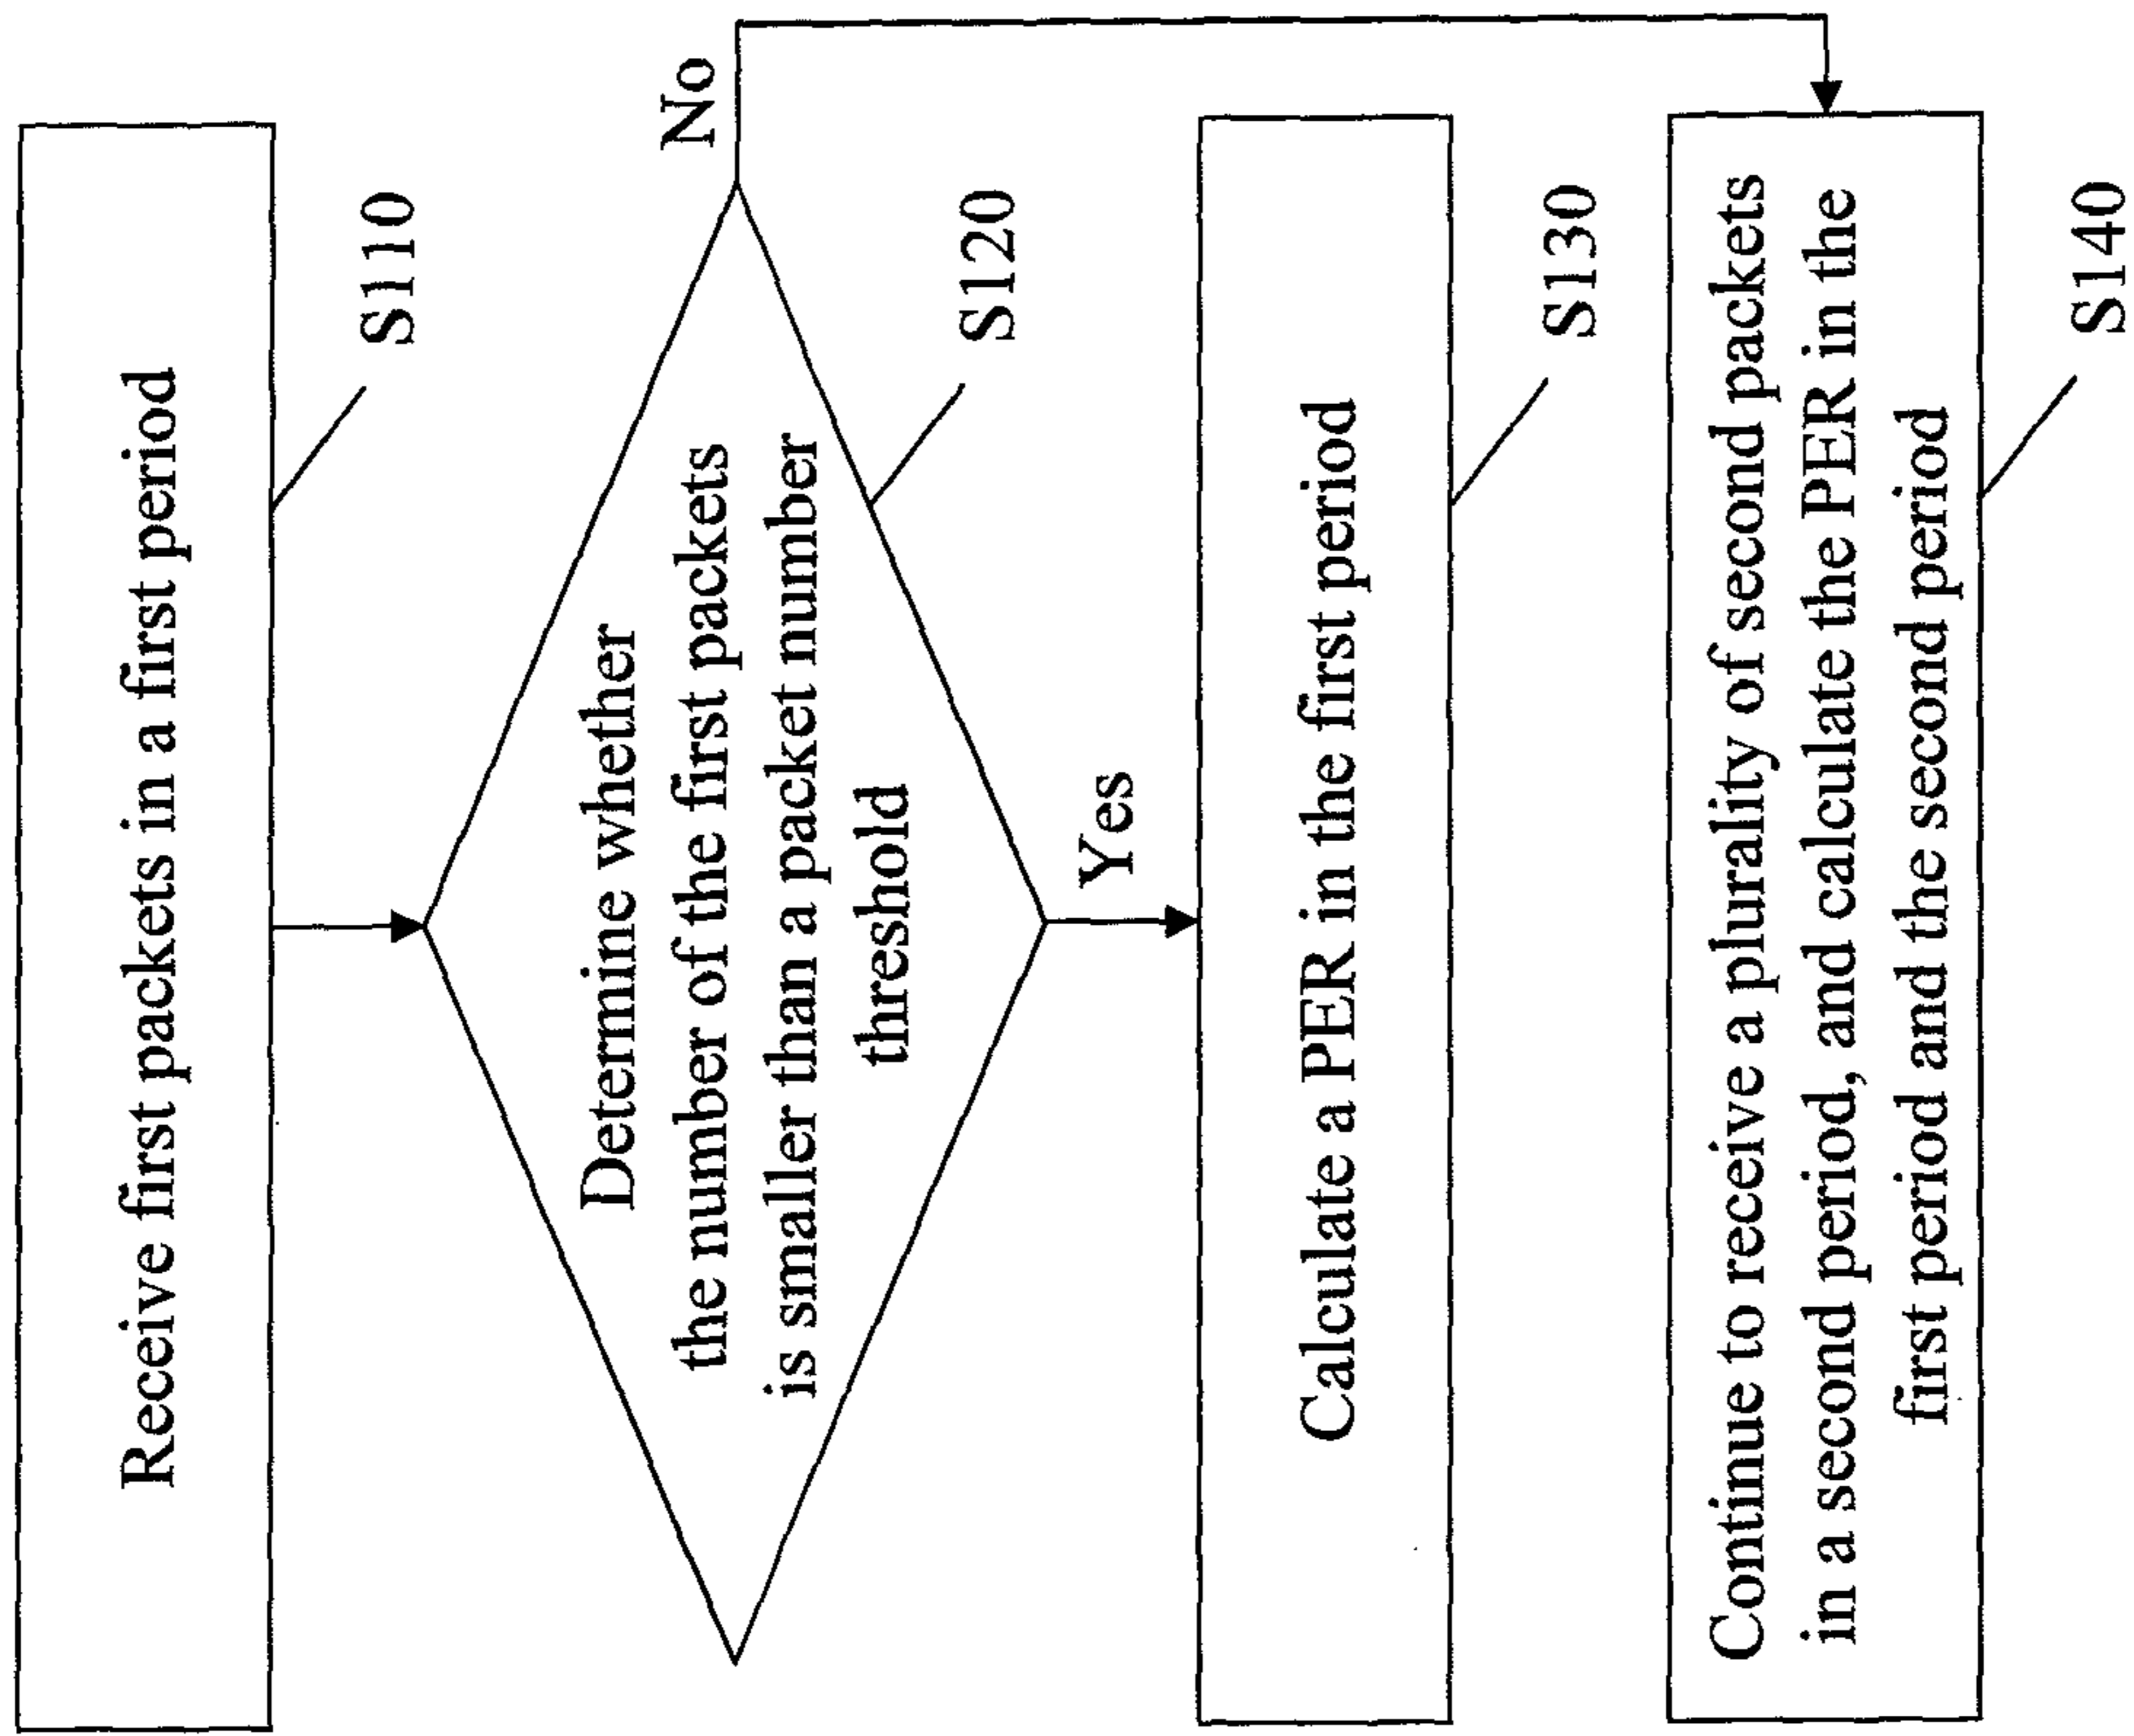 Receive first packets in a first period
S110
Determine whether
the number of the first packets
is smaller than a packet number
threshold
S120
No
Yes
Calculate a PER in the first period
S130
Continue to receive a plurality of second packets
in a second period, and calculate the PER in the
first period and the second period
S140